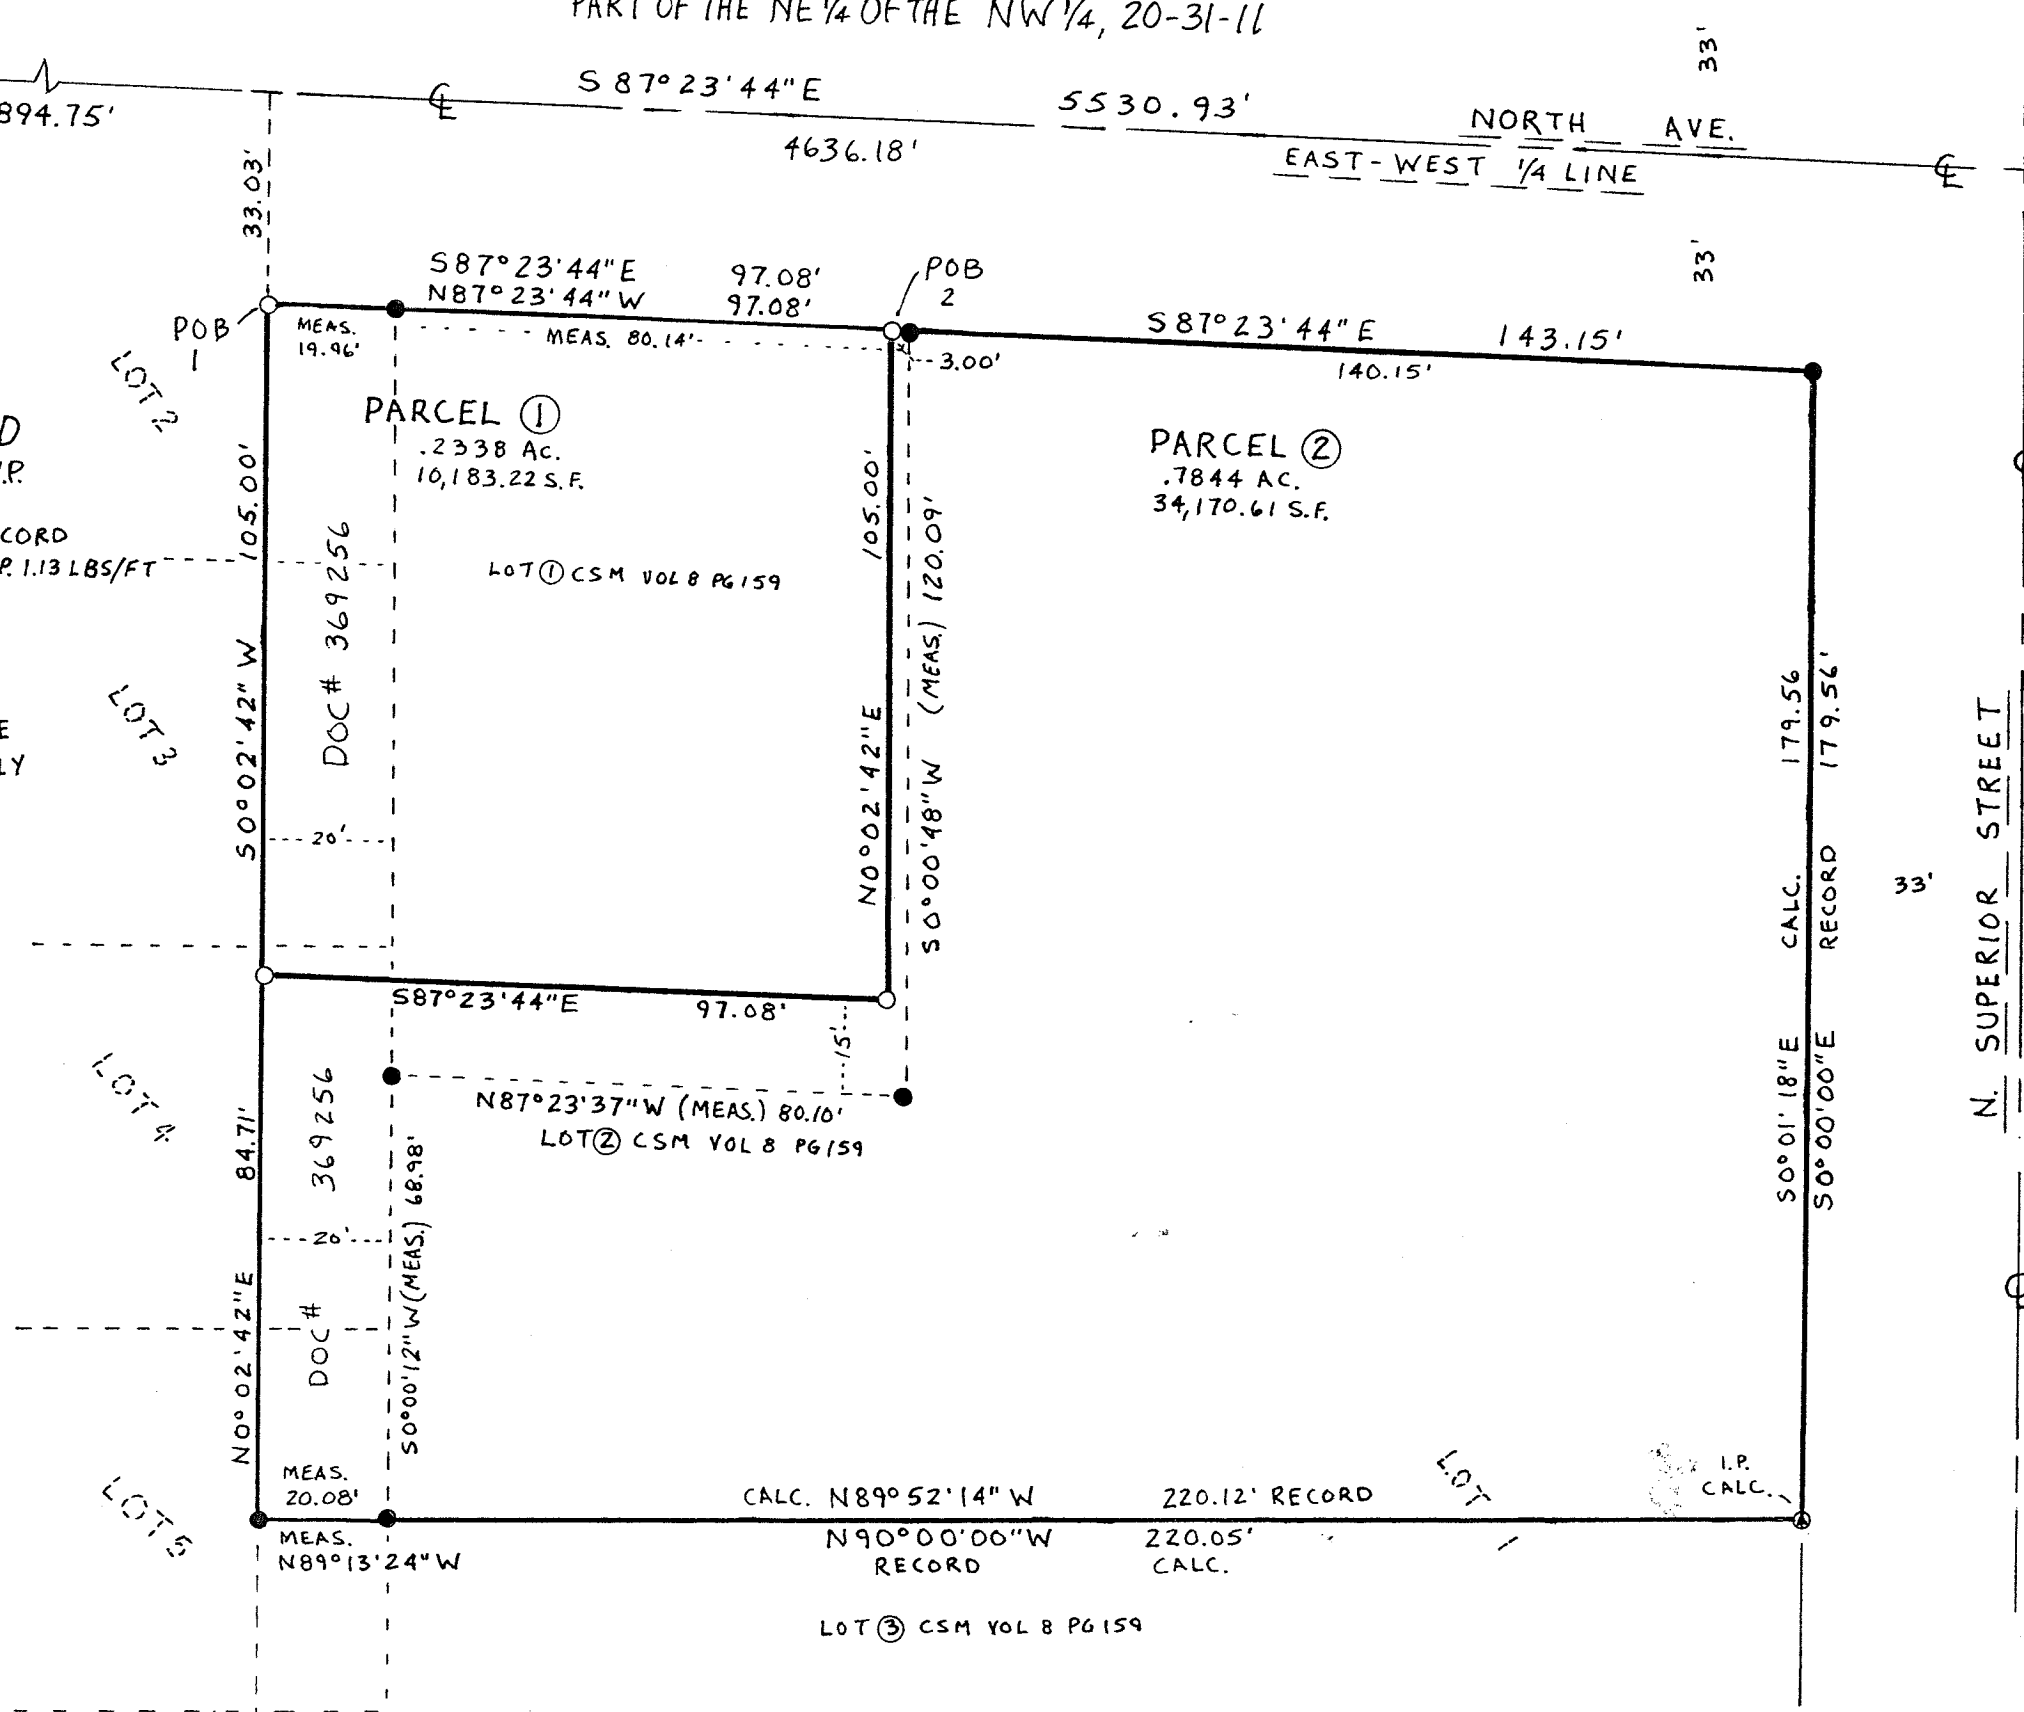 PART OF THE NE 1/4 OF THE NW 1/4, 20-31-11
33'
S 87° 23' 44" E
5530.93'
894.75'
4636.18'
NORTH AVE.
EAST-WEST 1/4 LINE
33.03'
33'
S87° 23' 44" E 97.08'
N87° 23' 44" W 97.08'
POB
2
POB
1
MEAS.
19.96'
MEAS. 80.14'
3.00'
S87° 23' 44" E 143.15'
140.15'
LOT 2
PARCEL 1
.2338 AC.
10,183.22 S.F.
PARCEL 2
.7844 AC.
34,170.61 S.F.
D
.P.
CORD
P. 1.13 LBS/FT
105.00'
S0° 02' 42" W
DOC# 369256
LOT 1 CSM VOL 8 PG 159
105.00'
N0° 02' 42" E
S0° 00' 48" W (MEAS.) 120.09'
LOT 3
E
LY
20'
179.56
CALC.
S0° 01' 18" E
179.56'
RECORD
S0° 00' 00" E
33'
N. SUPERIOR STREET
S87° 23' 44" E 97.08'
15'
N87° 23' 37" W (MEAS.) 80.10'
LOT 2 CSM VOL 8 PG 159
LOT 4
84.71'
N0° 02' 42" E
DOC# 369256
20'
S0° 00' 12" W (MEAS.) 68.98'
LOT 5
MEAS.
20.08'
MEAS.
N89° 13' 24" W
CALC. N89° 52' 14" W 220.12' RECORD
N90° 00' 00" W 220.05'
RECORD CALC.
LOT
I.P.
CALC.
LOT 3 CSM VOL 8 PG 159